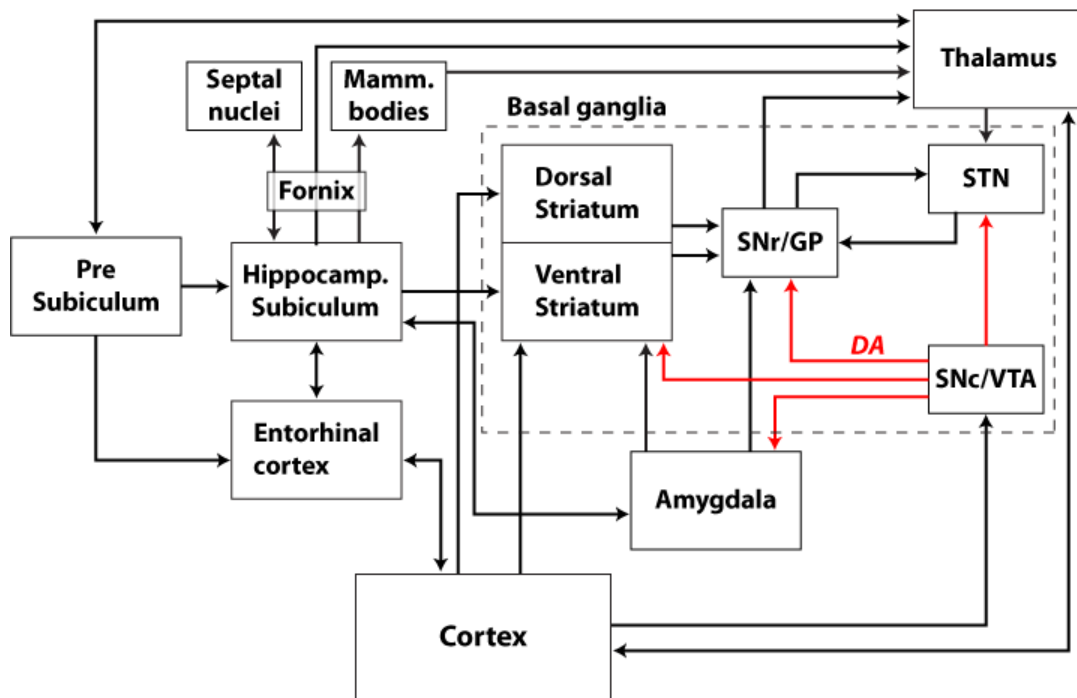 Thalamus
Septal
nuclei
Mamm.
bodies
Basal ganglia
Fornix
Dorsal
Striatum
STN
SNr/GP
Pre
Subiculum
Hippocamp.
Subiculum
Ventral
Striatum
DA
SNc/VTA
Entorhinal
cortex
Amygdala
Cortex